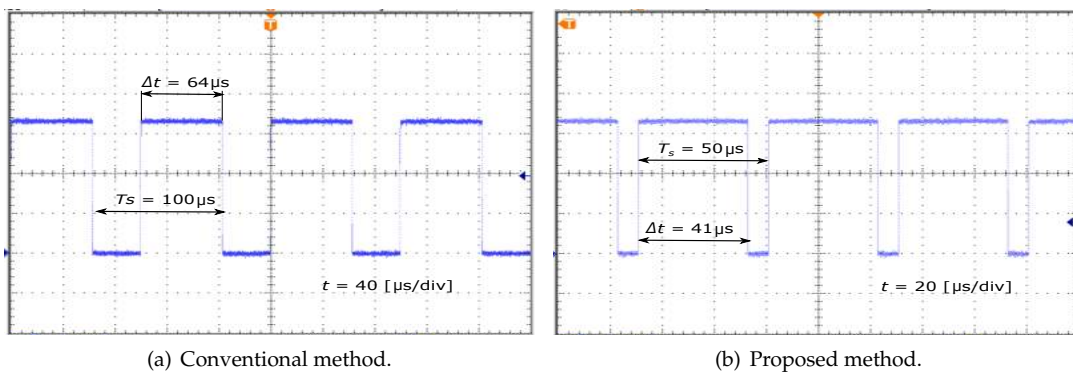 T
Δt = 64µs
Ts = 100µs
t = 40 [µs/div]
(a) Conventional method.
T
Ts = 50µs
Δt = 41µs
t = 20 [µs/div]
(b) Proposed method.